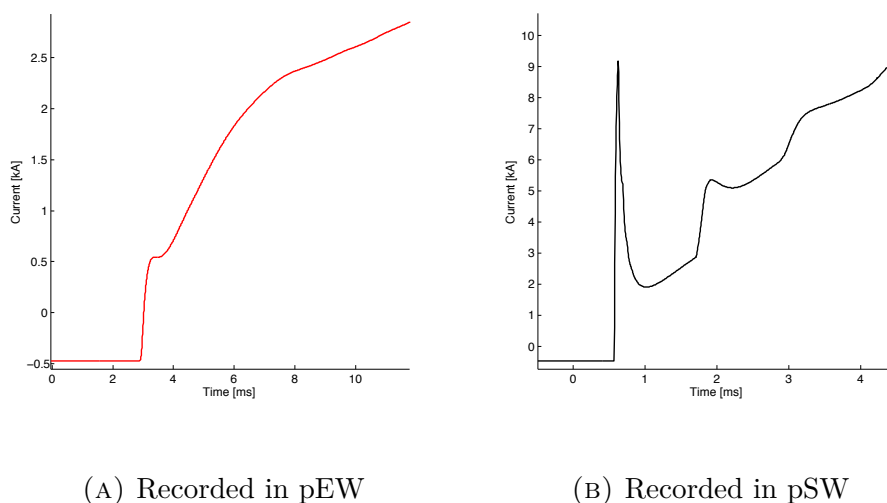 2.5
2
1.5
1
0.5
0
−0.5
Current [kA]
0 2 4 6 8 10
Time [ms]
(A) Recorded in pEW
10
9
8
7
6
5
4
3
2
1
0
Current [kA]
0 1 2 3 4
Time [ms]
(B) Recorded in pSW